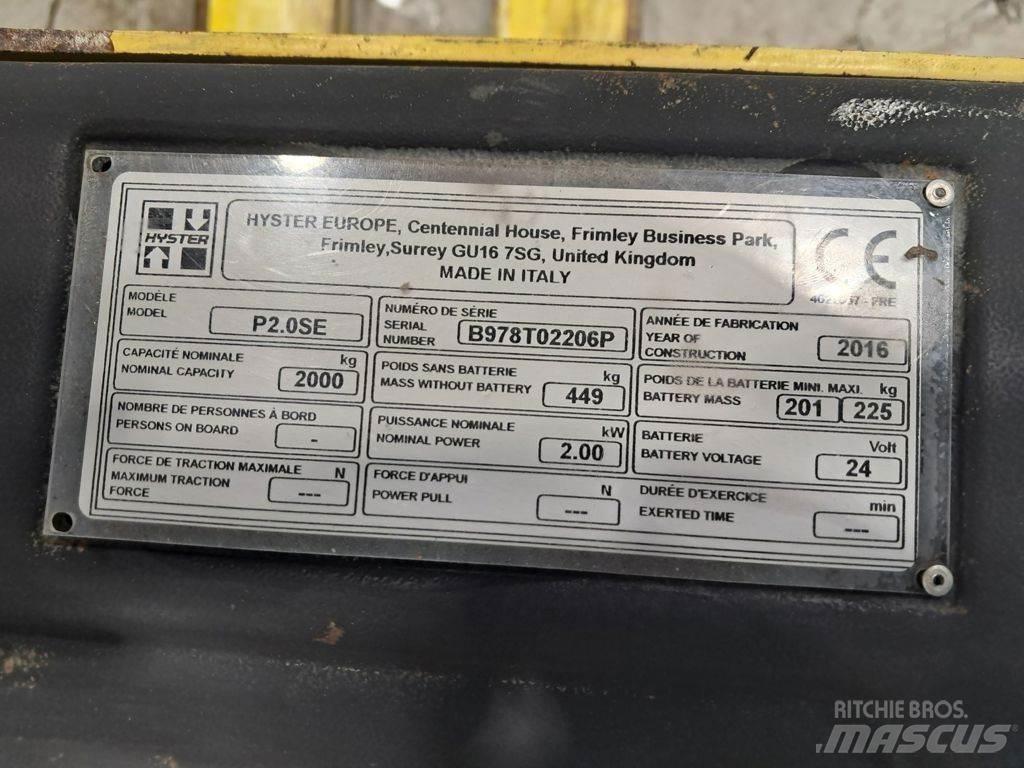 HYSTER
HYSTER EUROPE, Centennial House, Frimley Business Park,
Frimley,Surrey GU16 7SG, United Kingdom
MADE IN ITALY
CE
- FRE
MODÈLE
MODEL
P2.0SE
NUMÉRO DE SÉRIE
SERIAL
NUMBER
B978T02206P
ANNÉE DE FABRICATION
YEAR OF
CONSTRUCTION
2016
CAPACITÉ NOMINALE kg
NOMINAL CAPACITY
2000
POIDS SANS BATTERIE kg
MASS WITHOUT BATTERY
449
POIDS DE LA BATTERIE MINI. MAXI. kg
BATTERY MASS
201 225
NOMBRE DE PERSONNES À BORD
PERSONS ON BOARD
-
PUISSANCE NOMINALE kW
NOMINAL POWER
2.00
BATTERIE Volt
BATTERY VOLTAGE
24
FORCE DE TRACTION MAXIMALE N
MAXIMUM TRACTION
FORCE
---
FORCE D'APPUI N
POWER PULL
---
DURÉE D'EXERCICE min
EXERTED TIME
---
RITCHIE BROS.
MASCUS